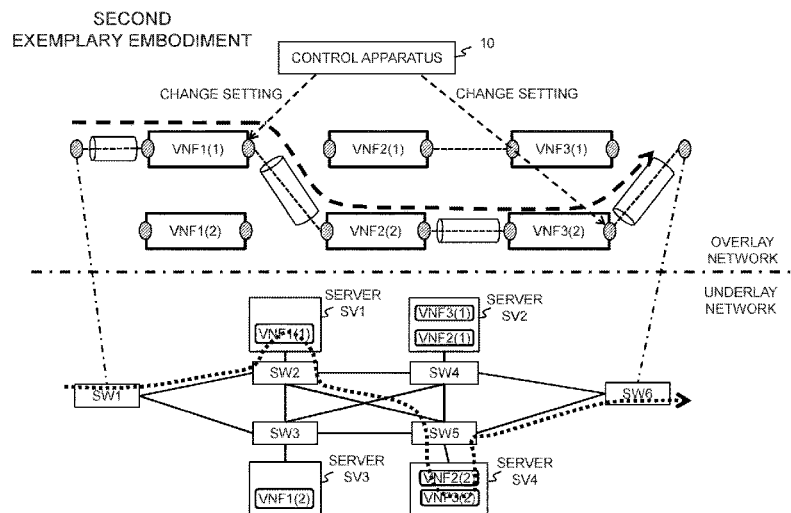 SECOND
EXEMPLARY EMBODIMENT
10
CONTROL APPARATUS
CHANGE SETTING
CHANGE SETTING
VNF1(1)
VNF2(1)
VNF3(1)
VNF1(2)
VNF2(2)
VNF3(2)
OVERLAY
NETWORK
UNDERLAY
NETWORK
SERVER
SV1
VNF1(1)
SERVER
SV2
VNF3(1)
VNF2(1)
SW1
SW2
SW4
SW6
SW3
SW5
SERVER
SV3
VNF1(2)
SERVER
SV4
VNF2(2)
VNF3(2)